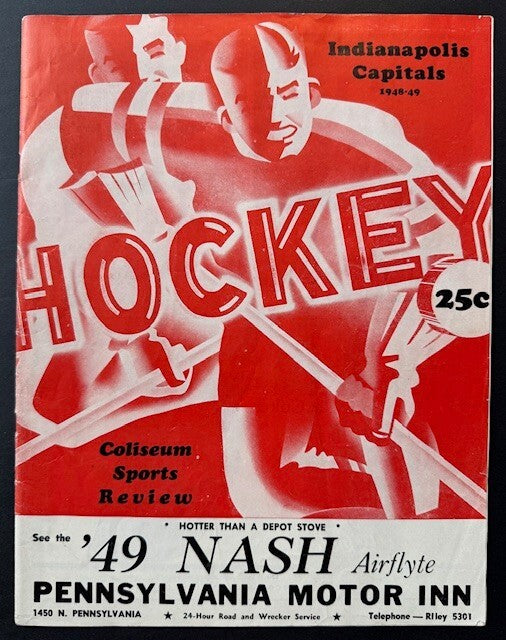 Indianapolis
Capitals
1948-49
HOCKEY
25c
Coliseum
Sports
Review
• HOTTER THAN A DEPOT STOVE •
See the '49 NASH Airflyte
PENNSYLVANIA MOTOR INN
1450 N. PENNSYLVANIA ★ 24-Hour Road and Wrecker Service ★ Telephone — RIley 5301